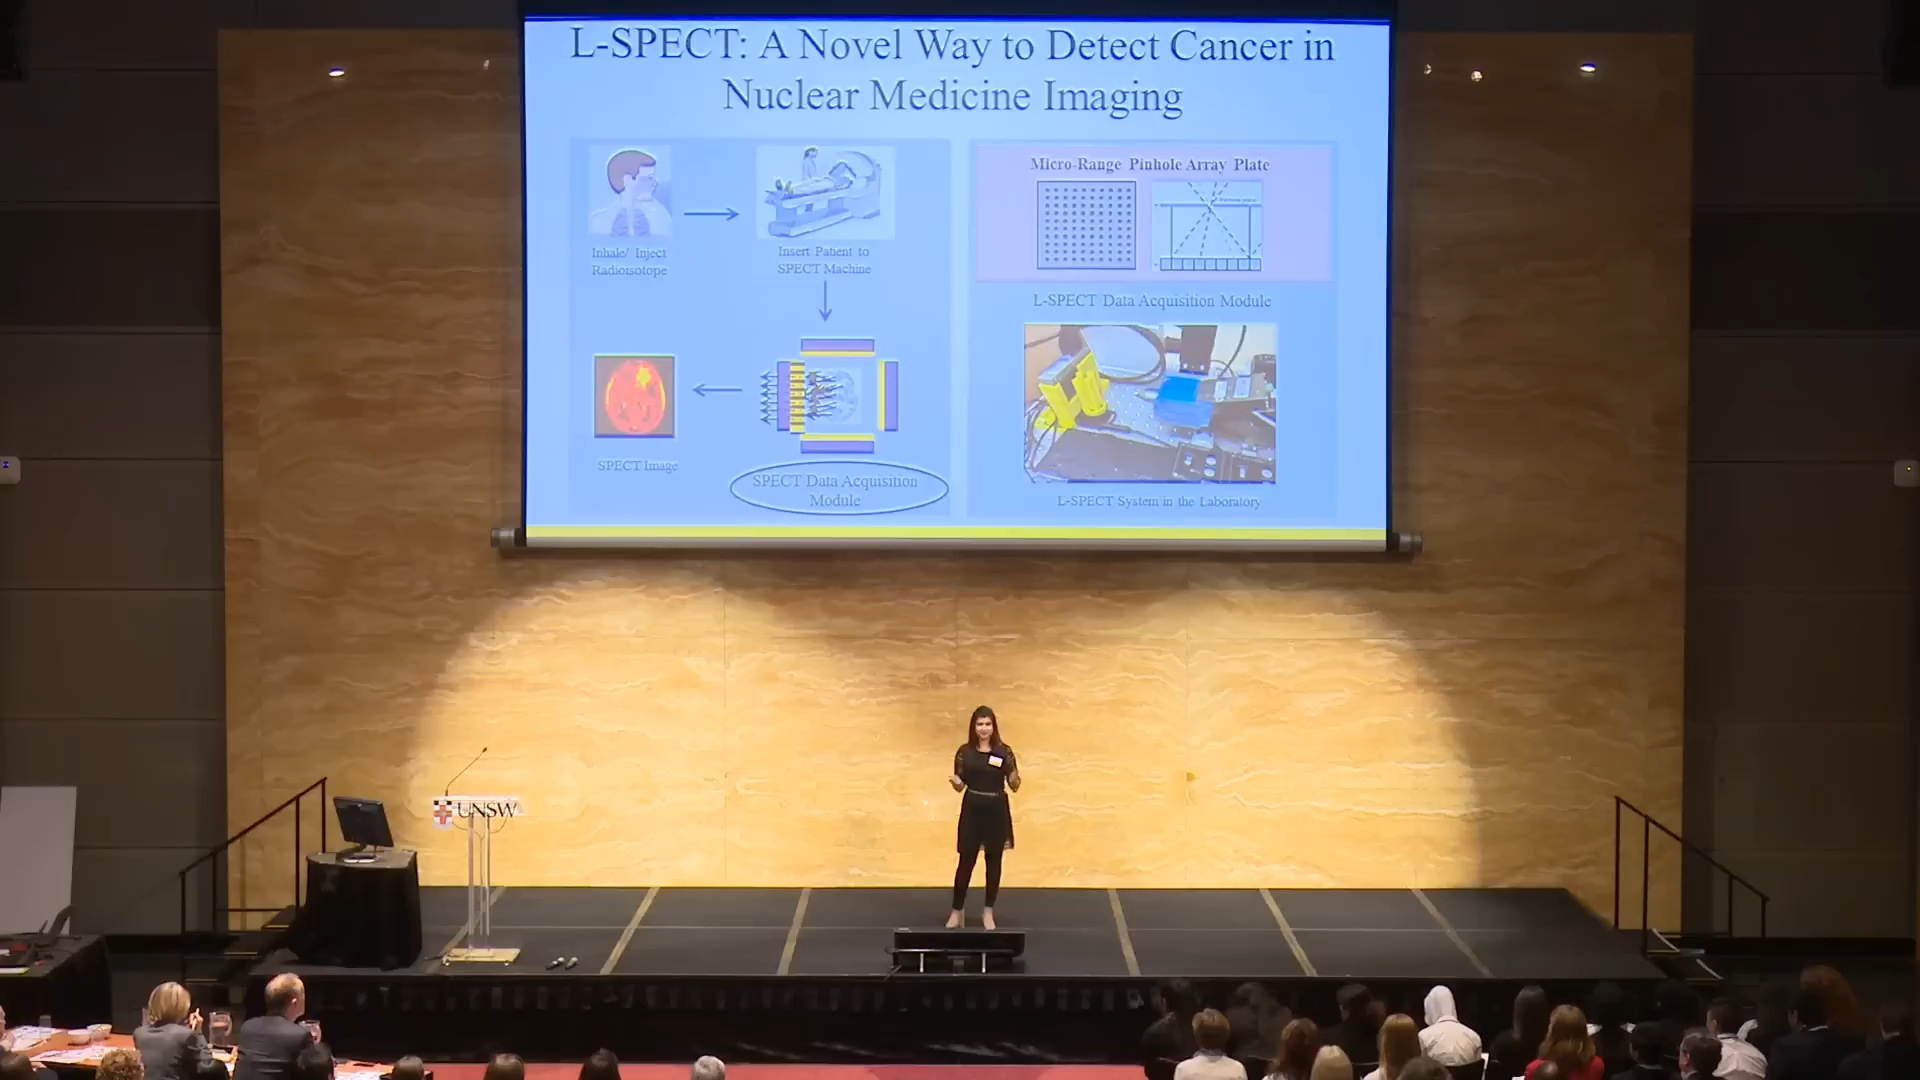 L-SPECT: A Novel Way to Detect Cancer in
Nuclear Medicine Imaging
Inhale/ Inject
Radioisotope
Insert Patient to
SPECT Machine
SPECT Image
SPECT Data Acquisition
Module
Micro-Range Pinhole Array Plate
L-SPECT Data Acquisition Module
L-SPECT System in the Laboratory
UNSW